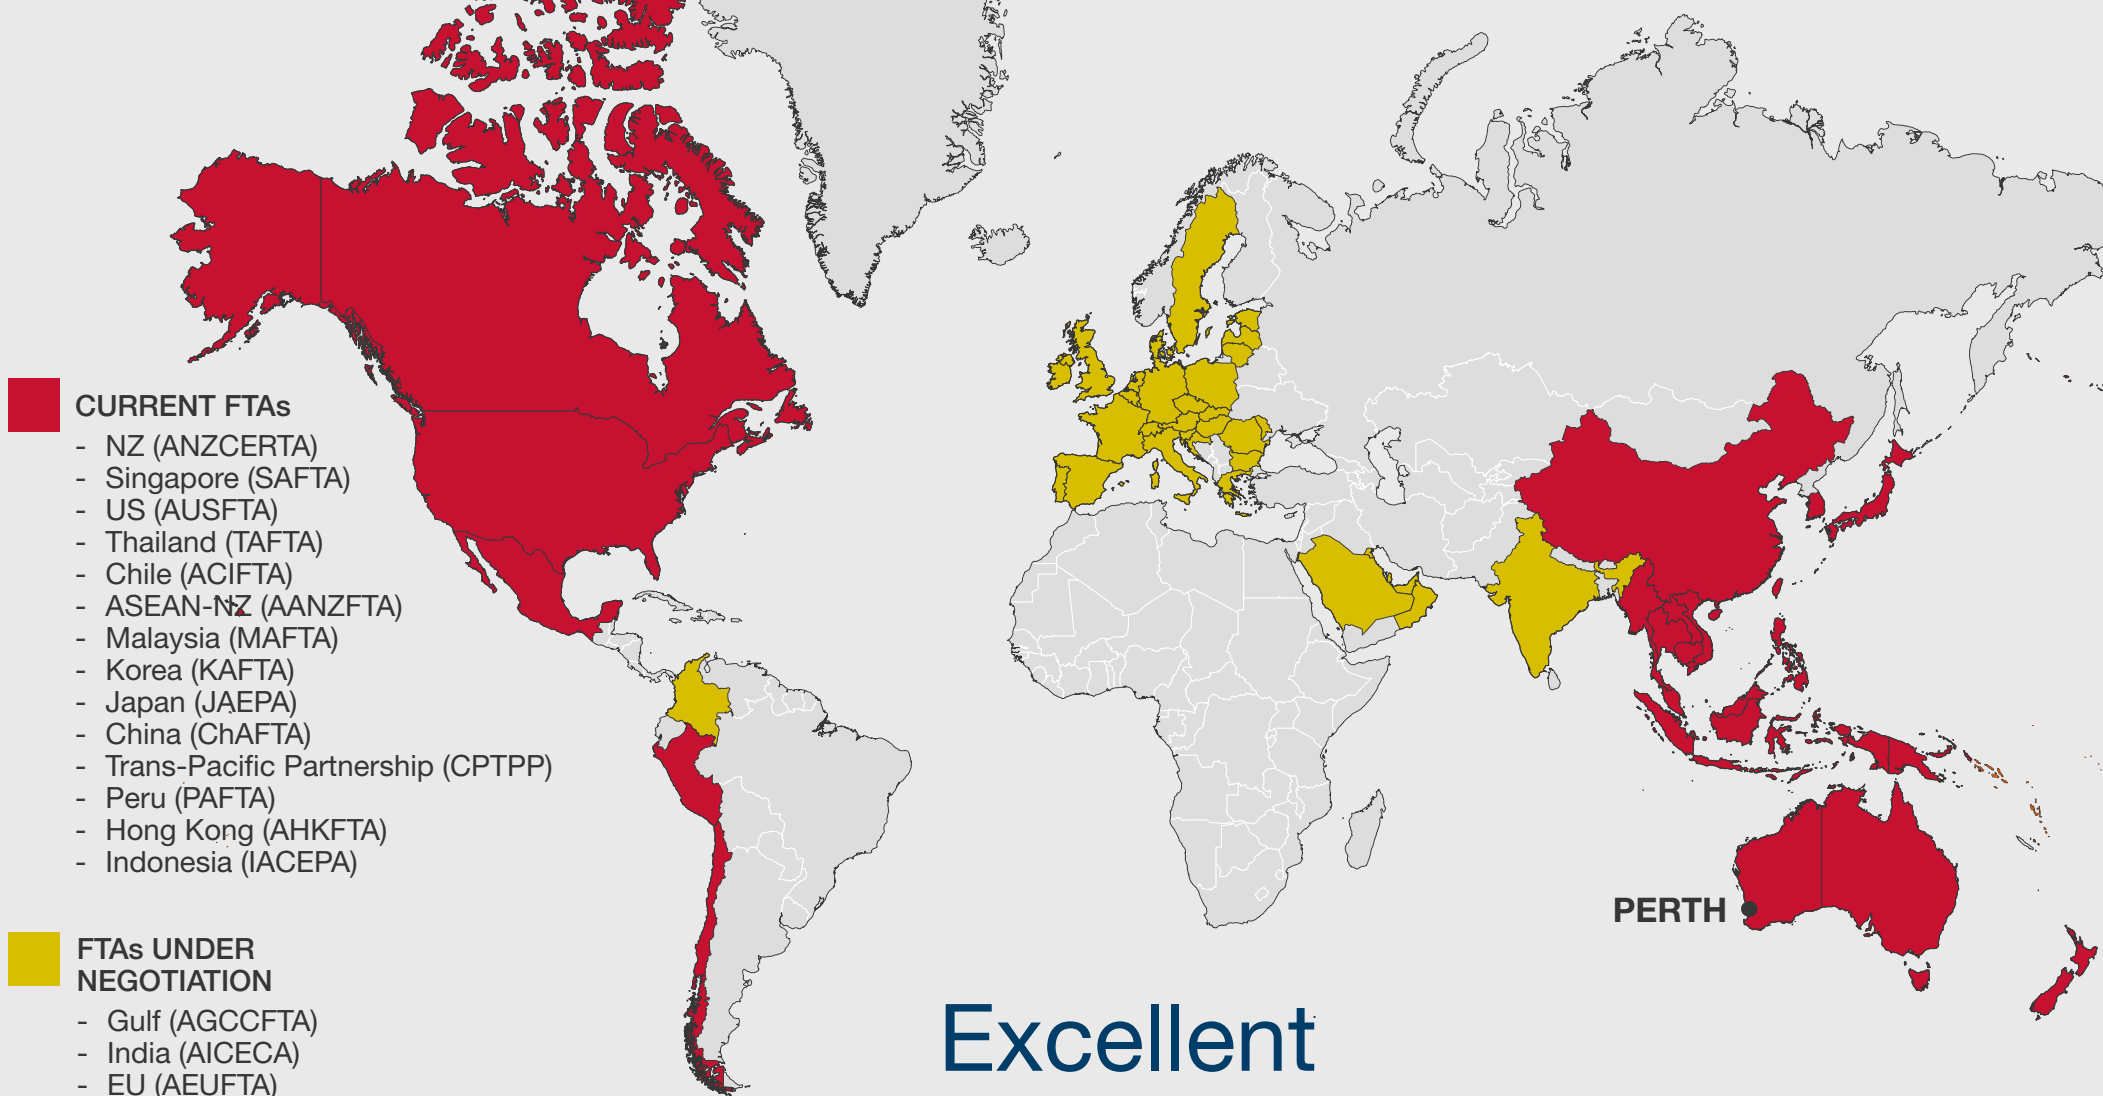 CURRENT FTAs
- NZ (ANZCERTA)
- Singapore (SAFTA)
- US (AUSFTA)
- Thailand (TAFTA)
- Chile (ACIFTA)
- ASEAN-NZ (AANZFTA)
- Malaysia (MAFTA)
- Korea (KAFTA)
- Japan (JAEPA)
- China (ChAFTA)
- Trans-Pacific Partnership (CPTPP)
- Peru (PAFTA)
- Hong Kong (AHKFTA)
- Indonesia (IACEPA)
FTAs UNDER
NEGOTIATION
- Gulf (AGCCFTA)
- India (AICECA)
- EU (AEUFTA)
PERTH
Excellent